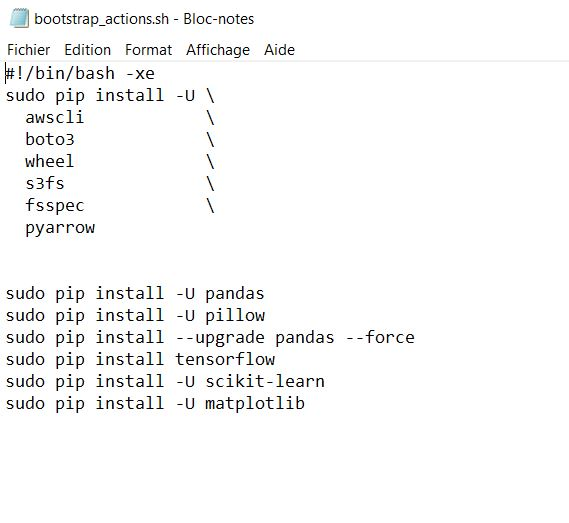 bootstrap_actions.sh - Bloc-notes
Fichier Edition Format Affichage Aide
#!/bin/bash -xe
sudo pip install -U \
  awscli            \
  boto3             \
  wheel             \
  s3fs              \
  fsspec            \
  pyarrow
sudo pip install -U pandas
sudo pip install -U pillow
sudo pip install --upgrade pandas --force
sudo pip install tensorflow
sudo pip install -U scikit-learn
sudo pip install -U matplotlib